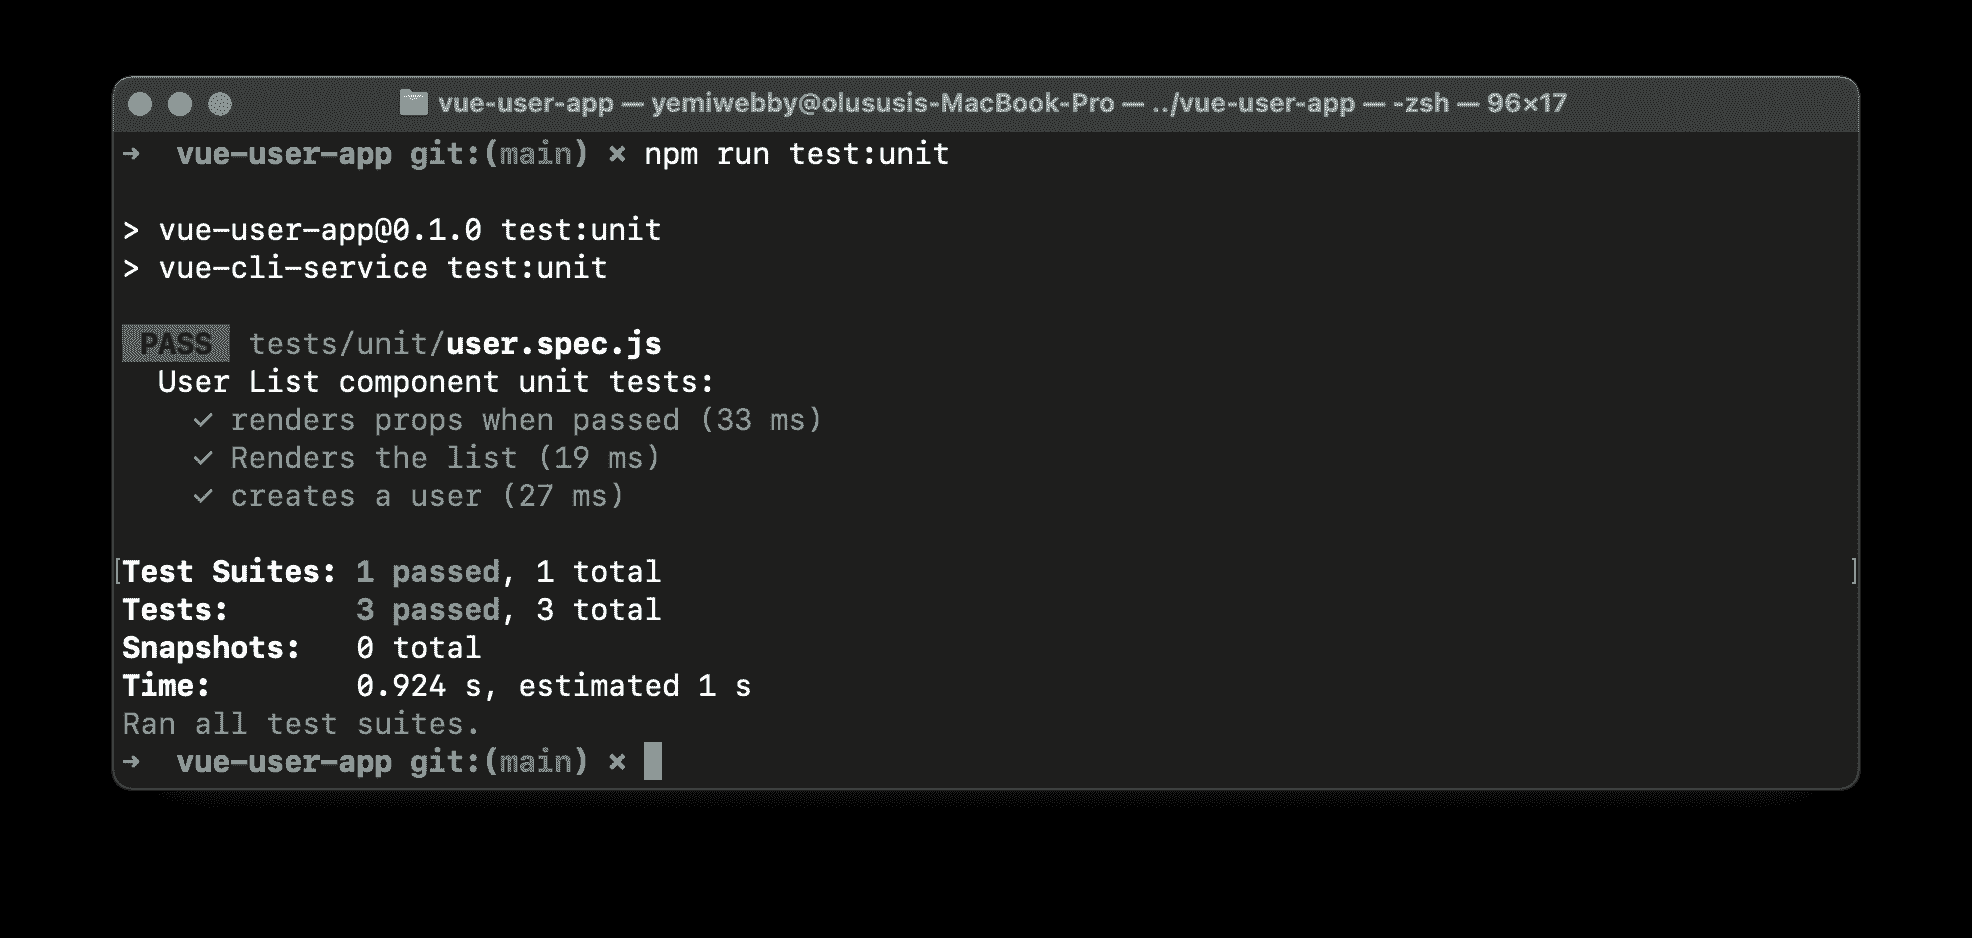 vue-user-app — yemiwebby@olususis-MacBook-Pro — ../vue-user-app — -zsh — 96×17
→ vue-user-app git:(main) × npm run test:unit
> vue-user-app@0.1.0 test:unit
> vue-cli-service test:unit
PASS tests/unit/user.spec.js
User List component unit tests:
✓ renders props when passed (33 ms)
✓ Renders the list (19 ms)
✓ creates a user (27 ms)
[Test Suites: 1 passed, 1 total ]
Tests: 3 passed, 3 total
Snapshots: 0 total
Time: 0.924 s, estimated 1 s
Ran all test suites.
→ vue-user-app git:(main) ×